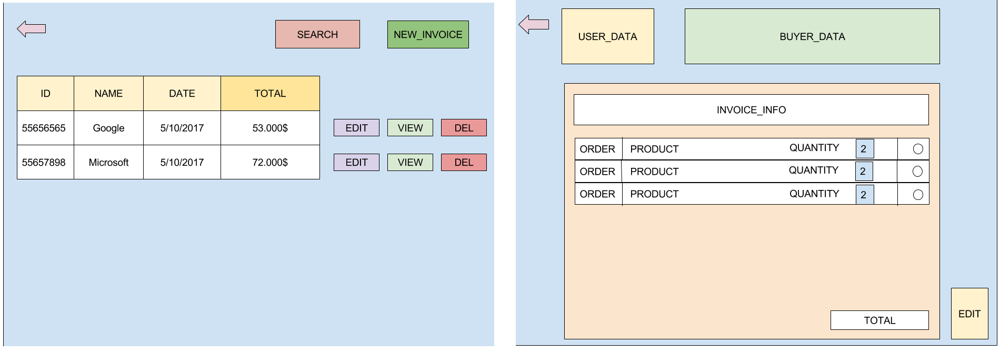 SEARCH
NEW_INVOICE
ID NAME DATE TOTAL
55656565 Google 5/10/2017 53.000$ EDIT VIEW DEL
55657898 Microsoft 5/10/2017 72.000$ EDIT VIEW DEL
USER_DATA
BUYER_DATA
INVOICE_INFO
ORDER PRODUCT QUANTITY 2
ORDER PRODUCT QUANTITY 2
ORDER PRODUCT QUANTITY 2
TOTAL
EDIT